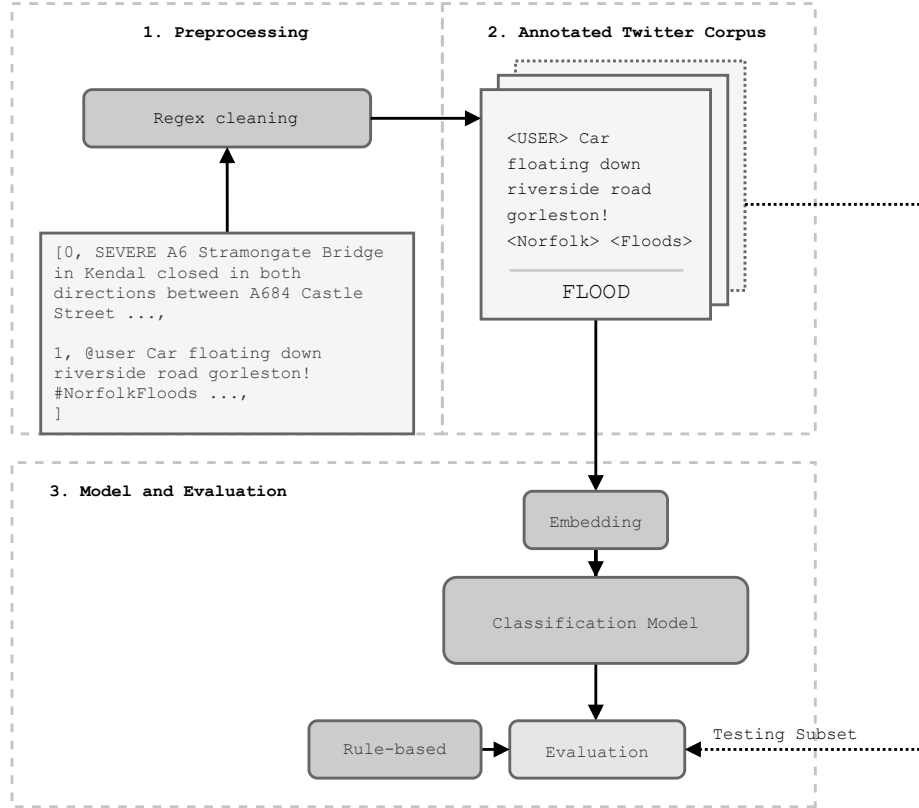 1. Preprocessing
Regex cleaning
[0, SEVERE A6 Stramongate Bridge
in Kendal closed in both
directions between A684 Castle
Street ...,
1, @user Car floating down
riverside road gorleston!
#NorfolkFloods ...,
]
2. Annotated Twitter Corpus
<USER> Car
floating down
riverside road
gorleston!
<Norfolk> <Floods>
FLOOD
3. Model and Evaluation
Embedding
Classification Model
Rule-based
Evaluation
Testing Subset